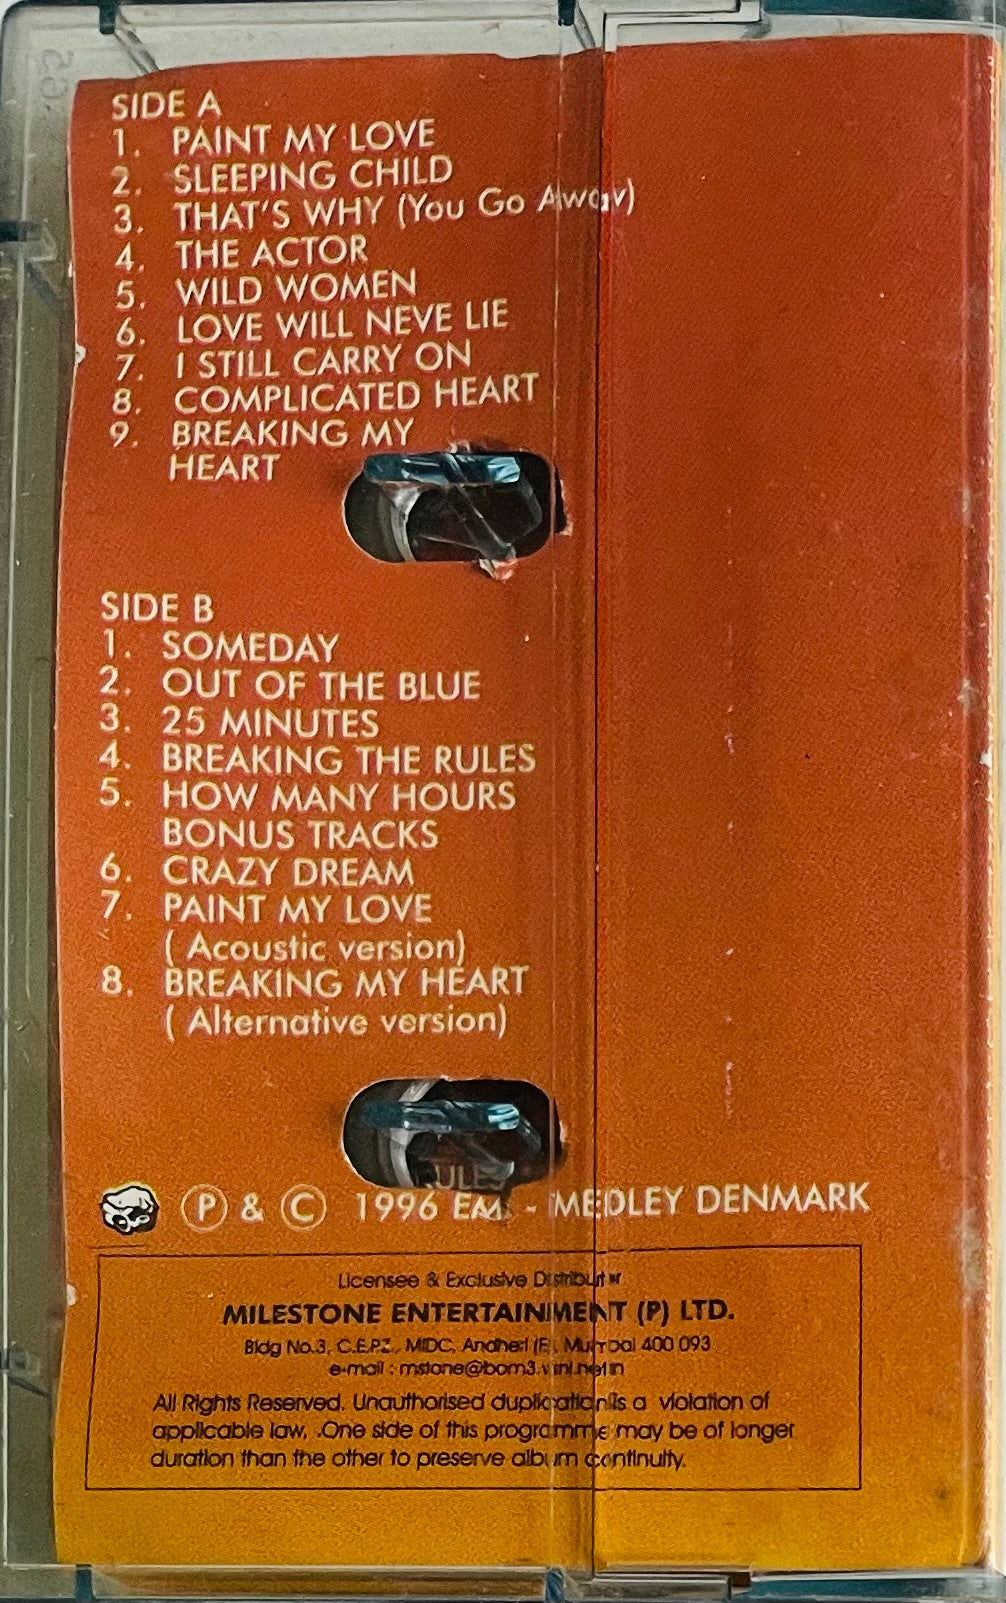 SIDE A
1. PAINT MY LOVE
2. SLEEPING CHILD
3. THAT'S WHY (You Go Away)
4. THE ACTOR
5. WILD WOMEN
6. LOVE WILL NEVE LIE
7. I STILL CARRY ON
8. COMPLICATED HEART
9. BREAKING MY
HEART
SIDE B
1. SOMEDAY
2. OUT OF THE BLUE
3. 25 MINUTES
4. BREAKING THE RULES
5. HOW MANY HOURS
BONUS TRACKS
6. CRAZY DREAM
7. PAINT MY LOVE
( Acoustic version)
8. BREAKING MY HEART
( Alternative version)
Ⓟ & Ⓒ 1996 EMI - MEDLEY DENMARK
Licensee & Exclusive Distributor
MILESTONE ENTERTAINMENT (P) LTD.
Bldg No.3, C.E.P.Z., MIDC, Andheri (E), Mumbai 400 093
e-mail : mstone@bom3.vsnl.net.in
All Rights Reserved. Unauthorised duplication is a violation of
applicable law, .One side of this programme may be of longer
duration than the other to preserve album continuity.